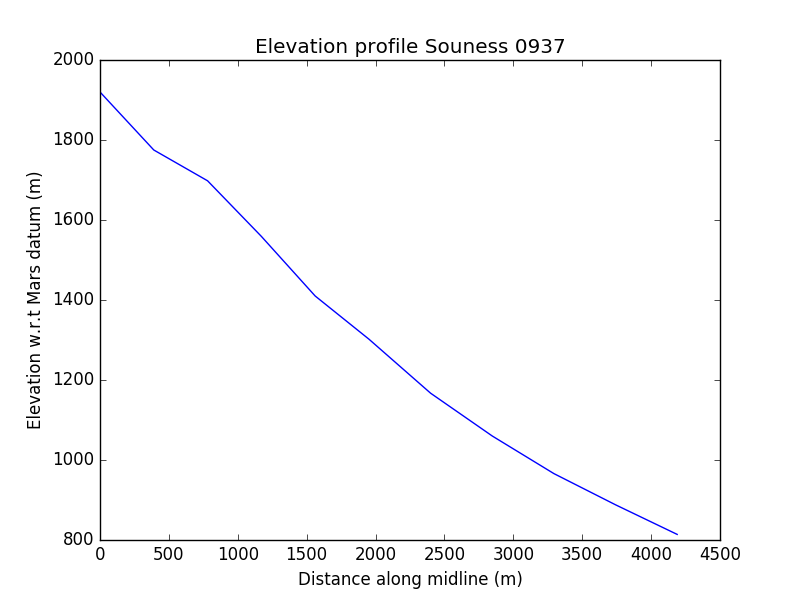 Elevation profile Souness 0937
2000
1800
1600
1400
1200
1000
800
Elevation w.r.t Mars datum (m)
0 500 1000 1500 2000 2500 3000 3500 4000 4500
Distance along midline (m)